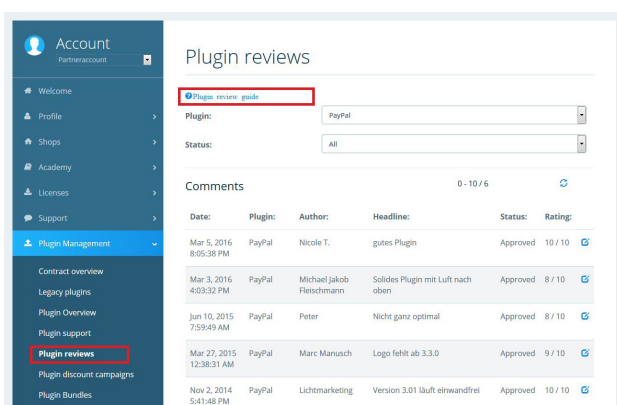 Account
Partneraccount
Welcome
Profile
Shops
Academy
Licenses
Support
Plugin Management
Contract overview
Legacy plugins
Plugin Overview
Plugin support
Plugin reviews
Plugin discount campaigns
Plugin Bundles
Plugin reviews
Plugin review guide
Plugin: PayPal
Status: All
Comments 0 - 10 / 6
Date: Plugin: Author: Headline: Status: Rating:
Mar 5, 2016 PayPal Nicole T. gutes Plugin Approved 10 / 10
8:05:38 PM
Mar 3, 2016 PayPal Michael Jakob Solides Plugin mit Luft nach Approved 8 / 10
4:03:32 PM Fleischmann oben
Jun 10, 2015 PayPal Peter Nicht ganz optimal Approved 8 / 10
7:59:49 AM
Mar 27, 2015 PayPal Marc Manusch Logo fehlt ab 3.3.0 Approved 9 / 10
12:38:31 AM
Nov 2, 2014 PayPal Lichtmarketing Version 3.01 läuft einwandfrei Approved 10 / 10
5:41:48 PM